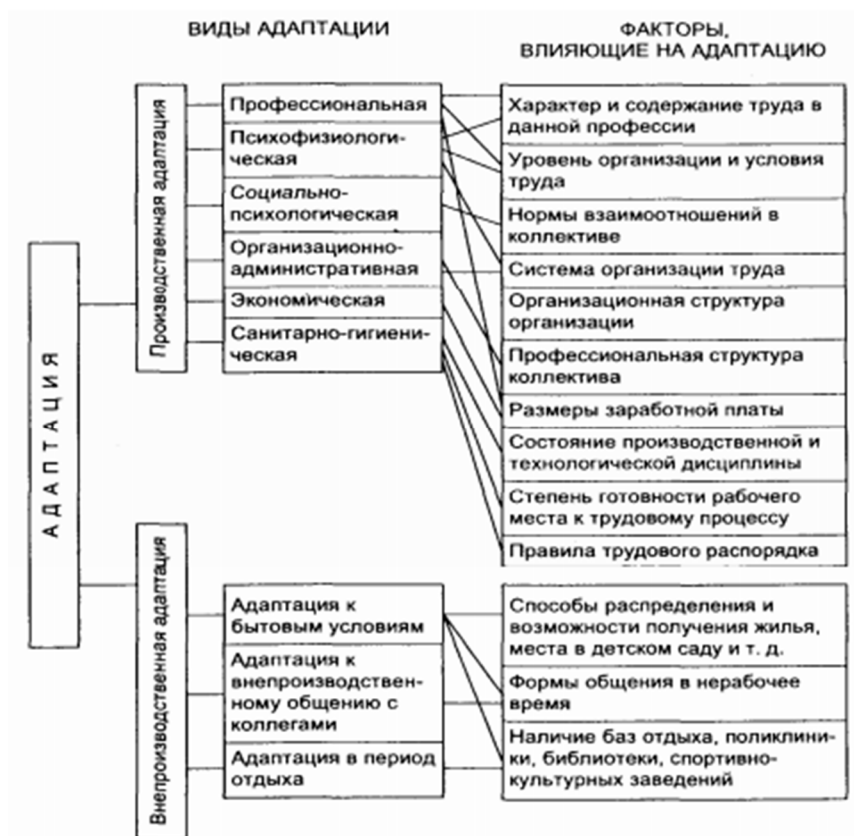 ВИДЫ АДАПТАЦИИ
ФАКТОРЫ,
ВЛИЯЮЩИЕ НА АДАПТАЦИЮ
АДАПТАЦИЯ
Производственная адаптация
Профессиональная
Психофизиологи-
ческая
Социально-
психологическая
Организационно-
административная
Экономическая
Санитарно-гигиени-
ческая
Характер и содержание труда в
данной профессии
Уровень организации и условия
труда
Нормы взаимоотношений в
коллективе
Система организации труда
Организационная структура
организации
Профессиональная структура
коллектива
Размеры заработной платы
Состояние производственной и
технологической дисциплины
Степень готовности рабочего
места к трудовому процессу
Правила трудового распорядка
Внепроизводственная адаптация
Адаптация к
бытовым условиям
Адаптация к
внепроизводствен-
ному общению с
коллегами
Адаптация в период
отдыха
Способы распределения и
возможности получения жилья,
места в детском саду и т. д.
Формы общения в нерабочее
время
Наличие баз отдыха, поликлини-
ки, библиотеки, спортивно-
культурных заведений